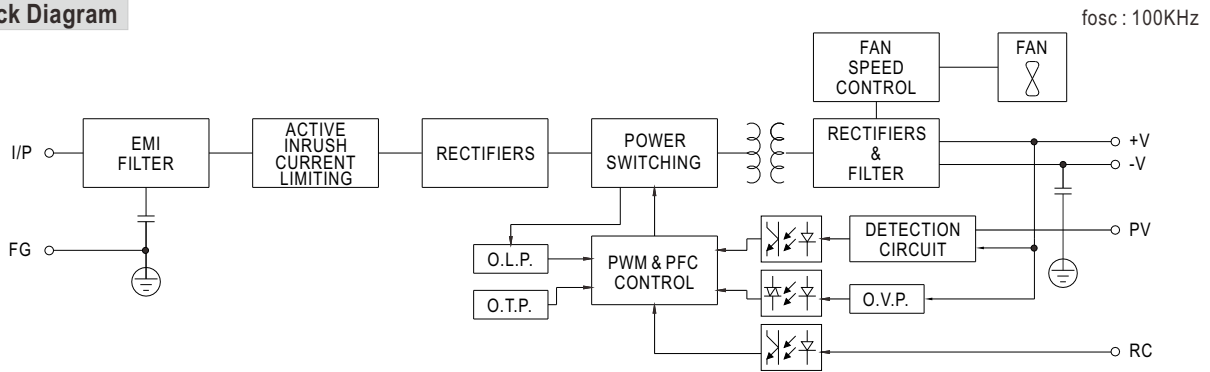 ck Diagram
fosc : 100KHz
FAN
SPEED
CONTROL
FAN
I/P
EMI
FILTER
ACTIVE
INRUSH
CURRENT
LIMITING
RECTIFIERS
POWER
SWITCHING
RECTIFIERS
&
FILTER
+V
-V
FG
O.L.P.
O.T.P.
PWM & PFC
CONTROL
DETECTION
CIRCUIT
PV
O.V.P.
RC